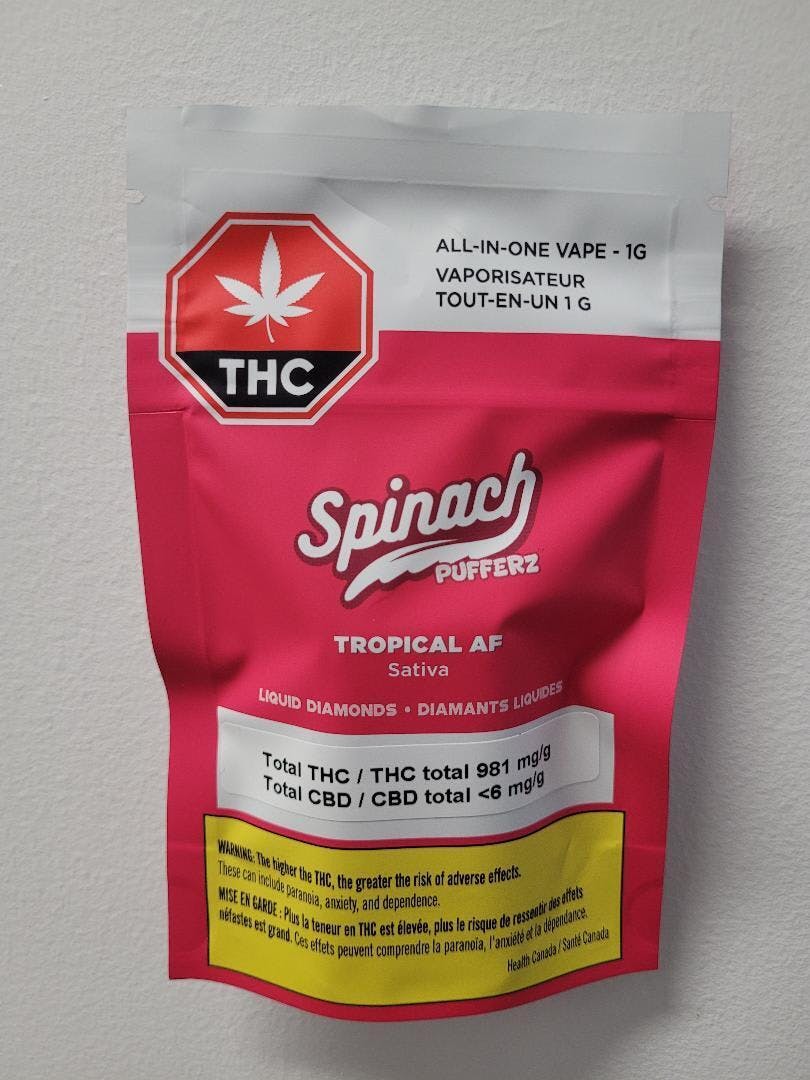 ALL-IN-ONE VAPE - 1G
VAPORISATEUR
TOUT-EN-UN 1 G
THC
Spinach
PUFFERZ
TROPICAL AF
Sativa
LIQUID DIAMONDS • DIAMANTS LIQUIDES
Total THC / THC total 981 mg/g
Total CBD / CBD total <6 mg/g
WARNING: The higher the THC, the greater the risk of adverse effects.
These can include paranoia, anxiety, and dependence.
MISE EN GARDE : Plus la teneur en THC est élevée, plus le risque de ressentir des effets
néfastes est grand. Ces effets peuvent comprendre la paranoïa, l'anxiété et la dépendance.
Health Canada / Santé Canada